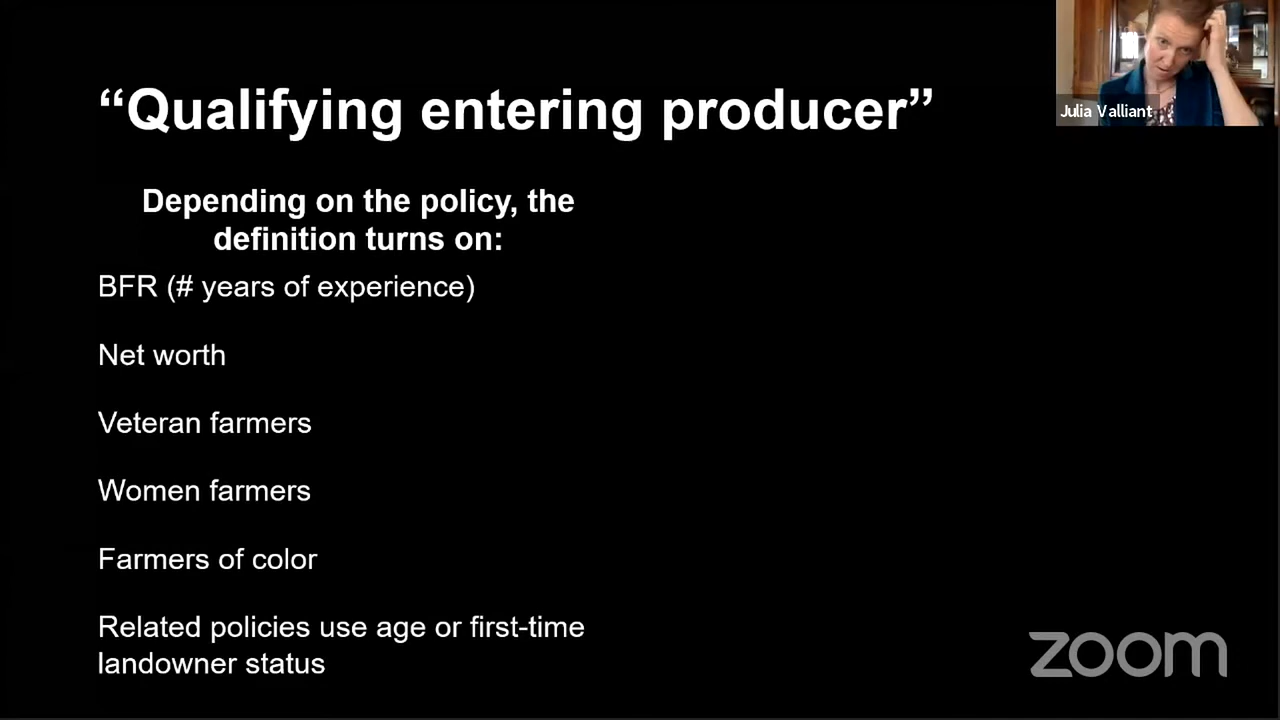 “Qualifying entering producer”
Julia Valliant
Depending on the policy, the
definition turns on:
BFR (# years of experience)
Net worth
Veteran farmers
Women farmers
Farmers of color
Related policies use age or first-time
landowner status
zoom